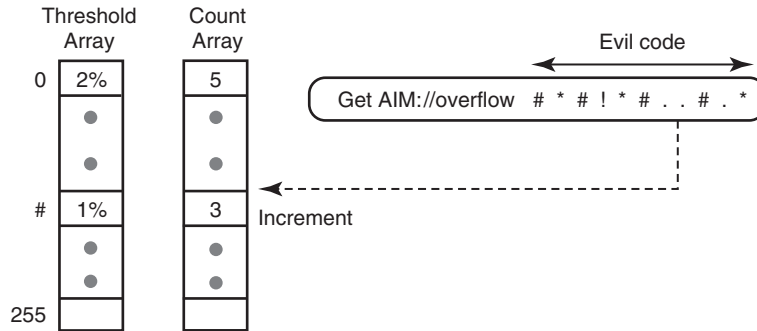 Threshold Array
Count Array
Evil code
0
2%
5
Get AIM://overflow # * # ! * # . . # . *
#
1%
3
Increment
255